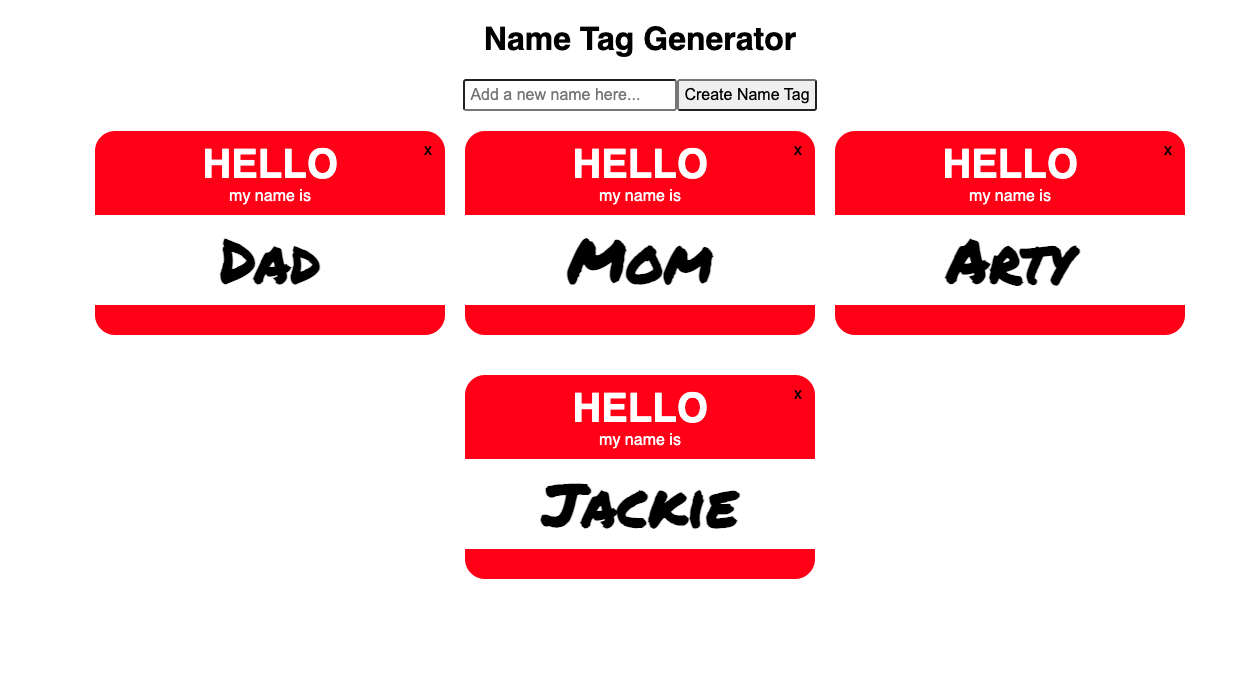 Name Tag Generator
Add a new name here... Create Name Tag
HELLO x
my name is
Dad
HELLO x
my name is
Mom
HELLO x
my name is
Arty
HELLO x
my name is
Jackie